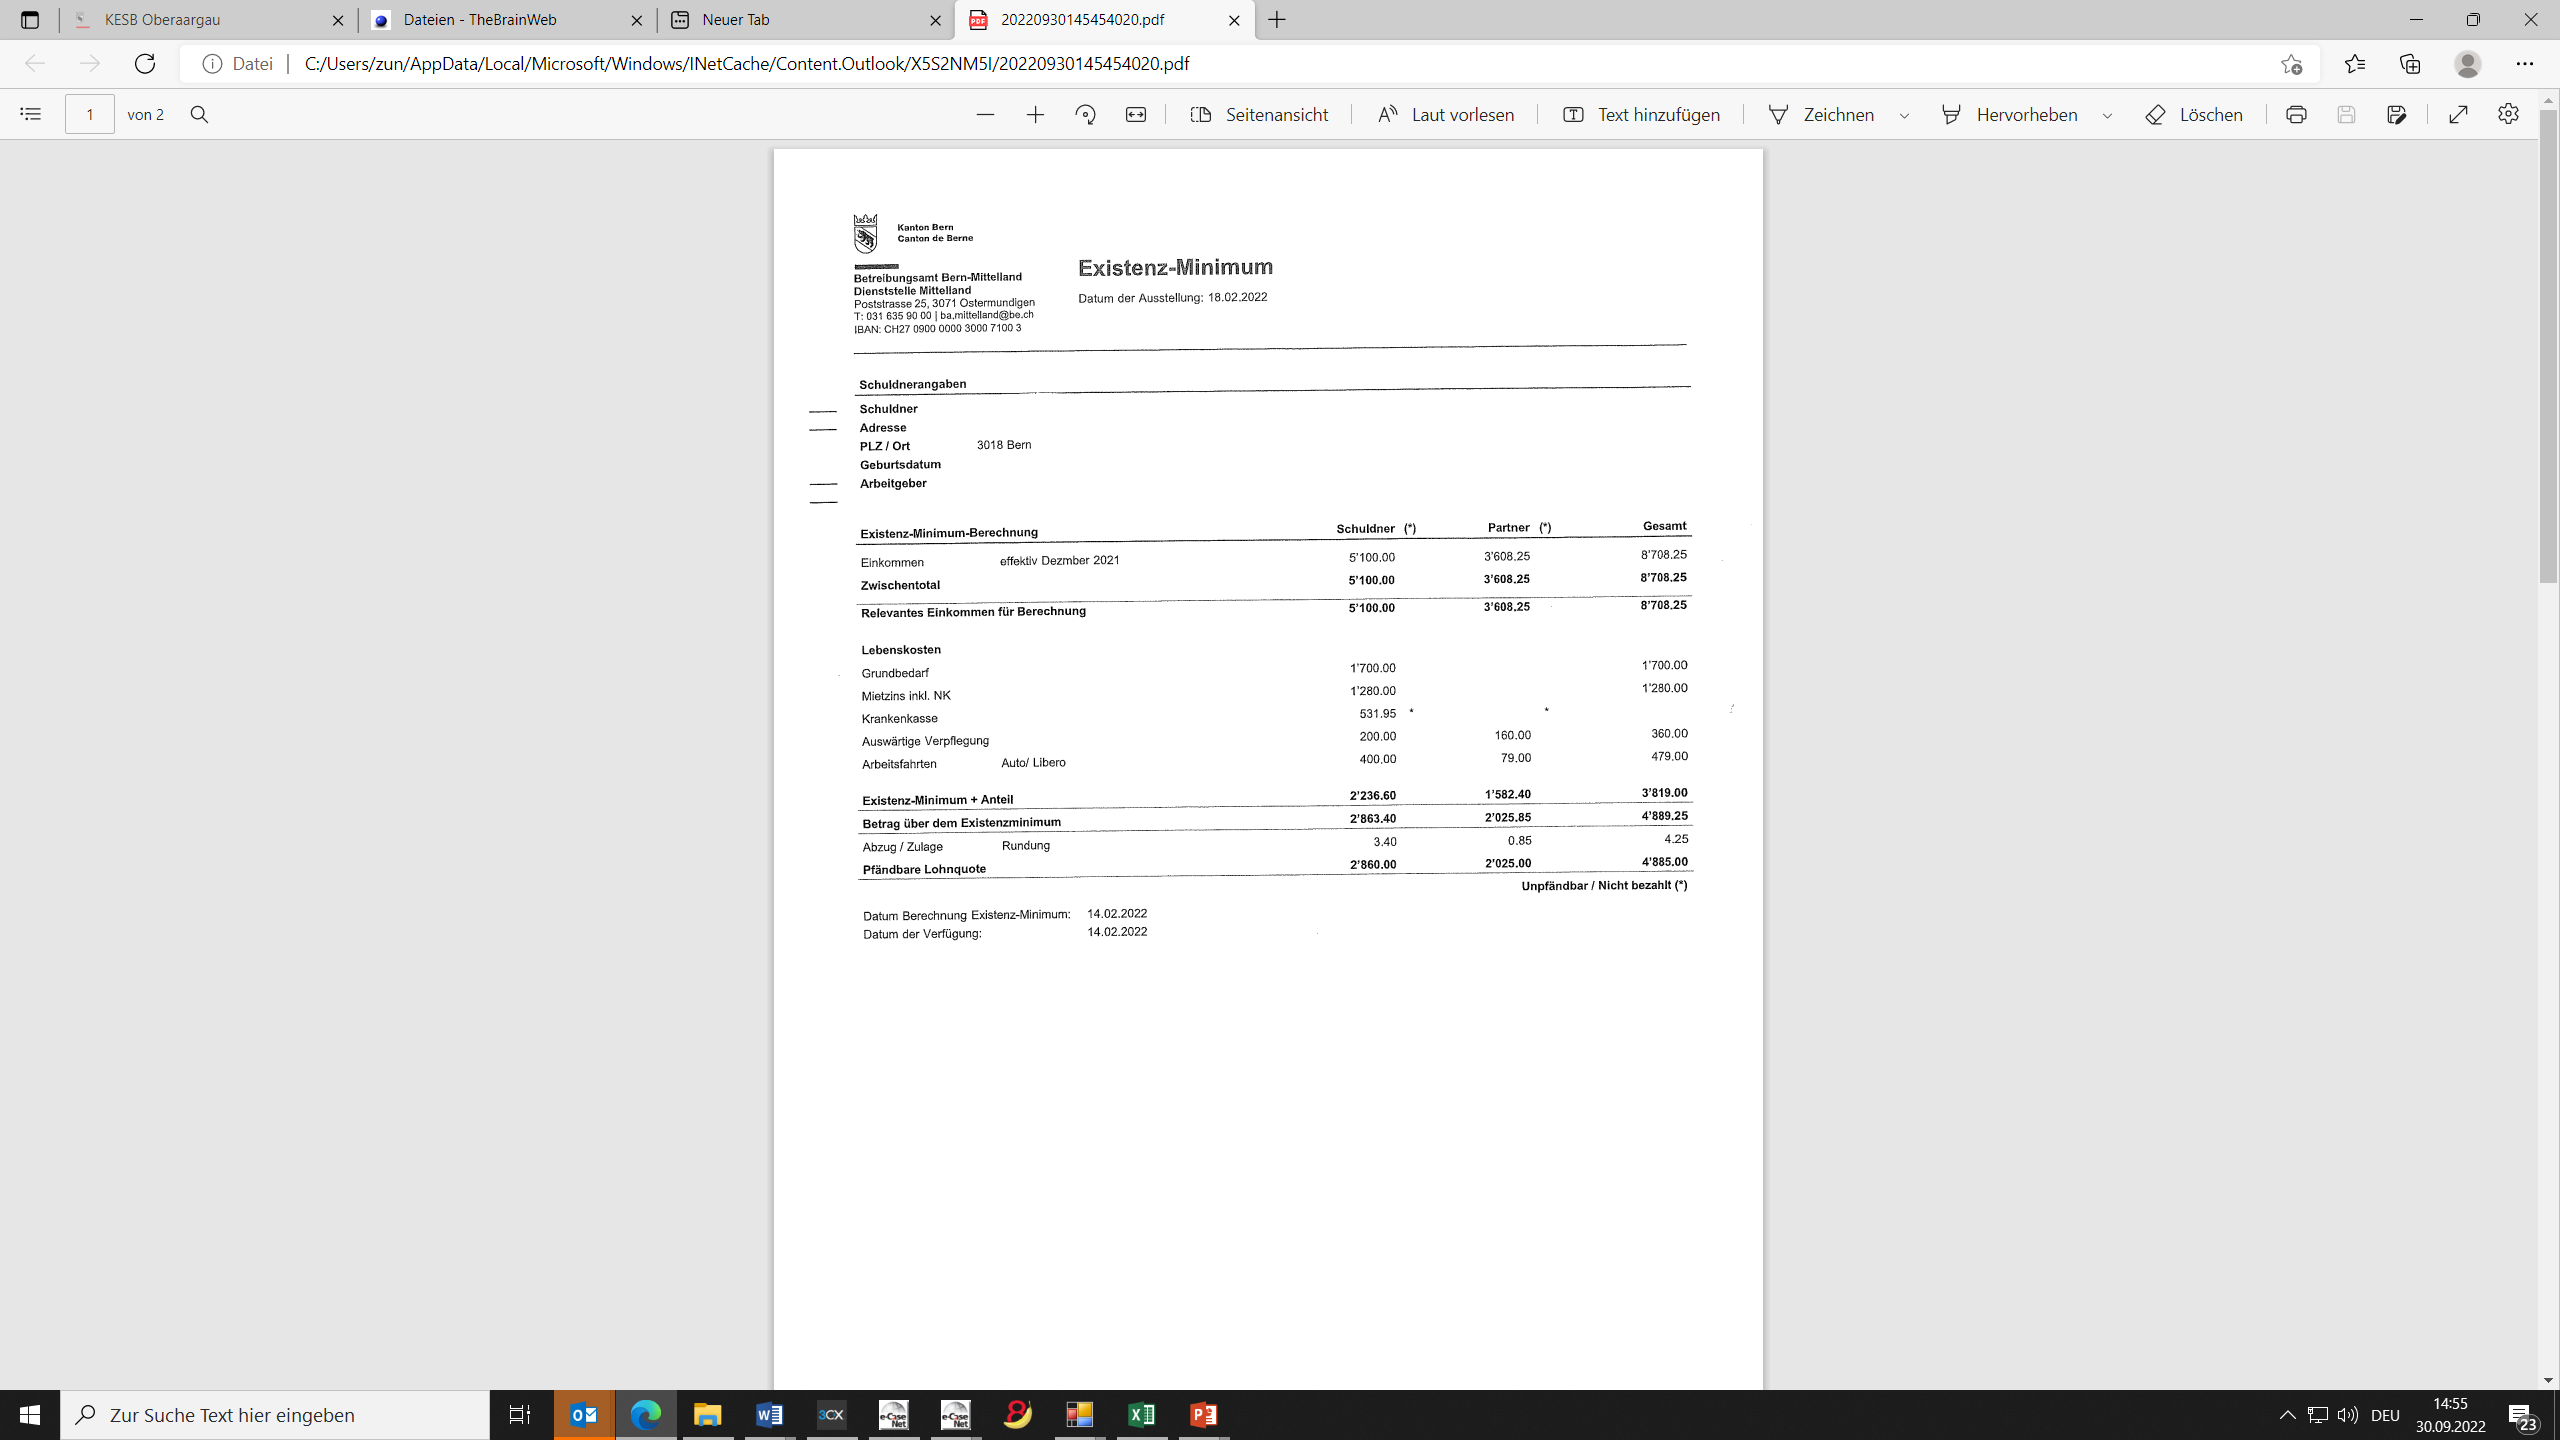 KESB Oberaargau
Dateien - TheBrainWeb
Neuer Tab
20220930145454020.pdf
Datei
C:/Users/zun/AppData/Local/Microsoft/Windows/INetCache/Content.Outlook/X5S2NM5I/20220930145454020.pdf
1 von 2
Seitenansicht
Laut vorlesen
Text hinzufügen
Zeichnen
Hervorheben
Löschen
Kanton Bern
Canton de Berne
Betreibungsamt Bern-Mittelland
Dienststelle Mittelland
Poststrasse 25, 3071 Ostermundigen
T: 031 635 90 00 | ba.mittelland@be.ch
IBAN: CH27 0900 0000 3000 7100 3
Existenz-Minimum
Datum der Ausstellung: 18.02.2022
Schuldnerangaben
Schuldner
Adresse
PLZ / Ort 3018 Bern
Geburtsdatum
Arbeitgeber
Existenz-Minimum-Berechnung Schuldner (*) Partner (*) Gesamt
Einkommen effektiv Dezmber 2021 5'100.00 3'608.25 8'708.25
Zwischentotal 5'100.00 3'608.25 8'708.25
Relevantes Einkommen für Berechnung 5'100.00 3'608.25 8'708.25
Lebenskosten
Grundbedarf 1'700.00 1'700.00
Mietzins inkl. NK 1'280.00 1'280.00
Krankenkasse 531.95 * *
Auswärtige Verpflegung 200.00 160.00 360.00
Arbeitsfahrten Auto/ Libero 400.00 79.00 479.00
Existenz-Minimum + Anteil 2'236.60 1'582.40 3'819.00
Betrag über dem Existenzminimum 2'863.40 2'025.85 4'889.25
Abzug / Zulage Rundung 3.40 0.85 4.25
Pfändbare Lohnquote 2'860.00 2'025.00 4'885.00
Unpfändbar / Nicht bezahlt (*)
Datum Berechnung Existenz-Minimum: 14.02.2022
Datum der Verfügung: 14.02.2022
Zur Suche Text hier eingeben
3CX
e-Case Net
e-Case Net
DEU
14:55
30.09.2022
23